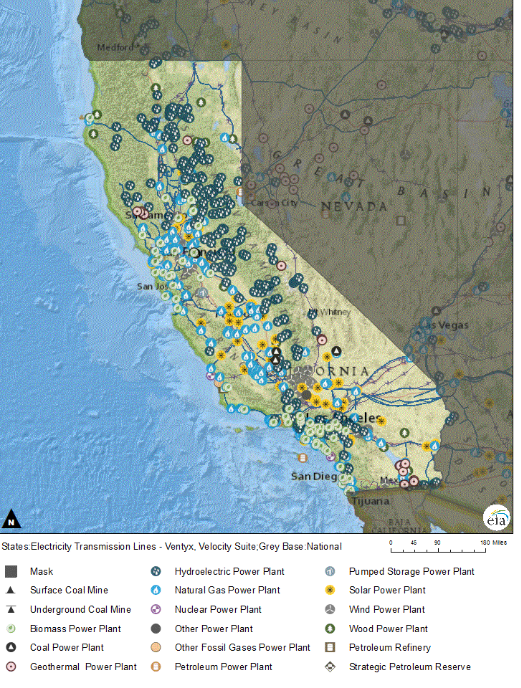 Medford
GREAT BASIN
Carson City
NEVADA
San Jos
Whitney
Las Vegas
ORNIA
Los Angeles
San Dieg
Mex
Tijuana
BAJA
CALIFORNIA
N
eia
States:Electricity Transmission Lines - Ventyx, Velocity Suite,Grey Base:National
0 45 90 180 Miles
Mask
Hydroelectric Power Plant
Pumped Storage Power Plant
Surface Coal Mine
Natural Gas Power Plant
Solar Power Plant
Underground Coal Mine
Nuclear Power Plant
Wind Power Plant
Biomass Power Plant
Other Power Plant
Wood Power Plant
Coal Power Plant
Other Fossil Gases Power Plant
Petroleum Refinery
Geothermal Power Plant
Petroleum Power Plant
Strategic Petroleum Reserve